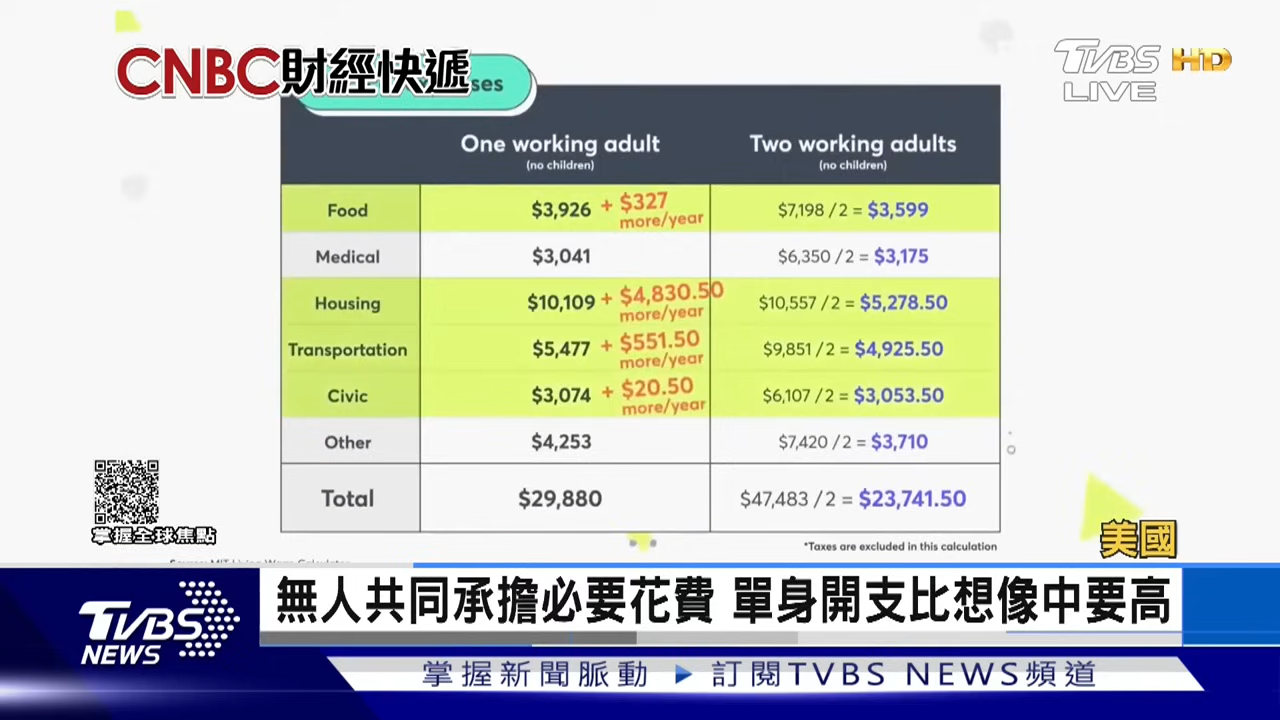 CNBC財經快遞
TVBS HD
LIVE
One working adult
(no children)
Two working adults
(no children)
Food
$3,926 + $327 more/year
$7,198 / 2 = $3,599
Medical
$3,041
$6,350 / 2 = $3,175
Housing
$10,109 + $4,830.50 more/year
$10,557 / 2 = $5,278.50
Transportation
$5,477 + $551.50 more/year
$9,851 / 2 = $4,925.50
Civic
$3,074 + $20.50 more/year
$6,107 / 2 = $3,053.50
Other
$4,253
$7,420 / 2 = $3,710
Total
$29,880
$47,483 / 2 = $23,741.50
*Taxes are excluded in this calculation
掌握全球焦點
美國
無人共同承擔必要花費 單身開支比想像中要高
TVBS
NEWS
掌握新聞脈動 ▶ 訂閱TVBS NEWS頻道